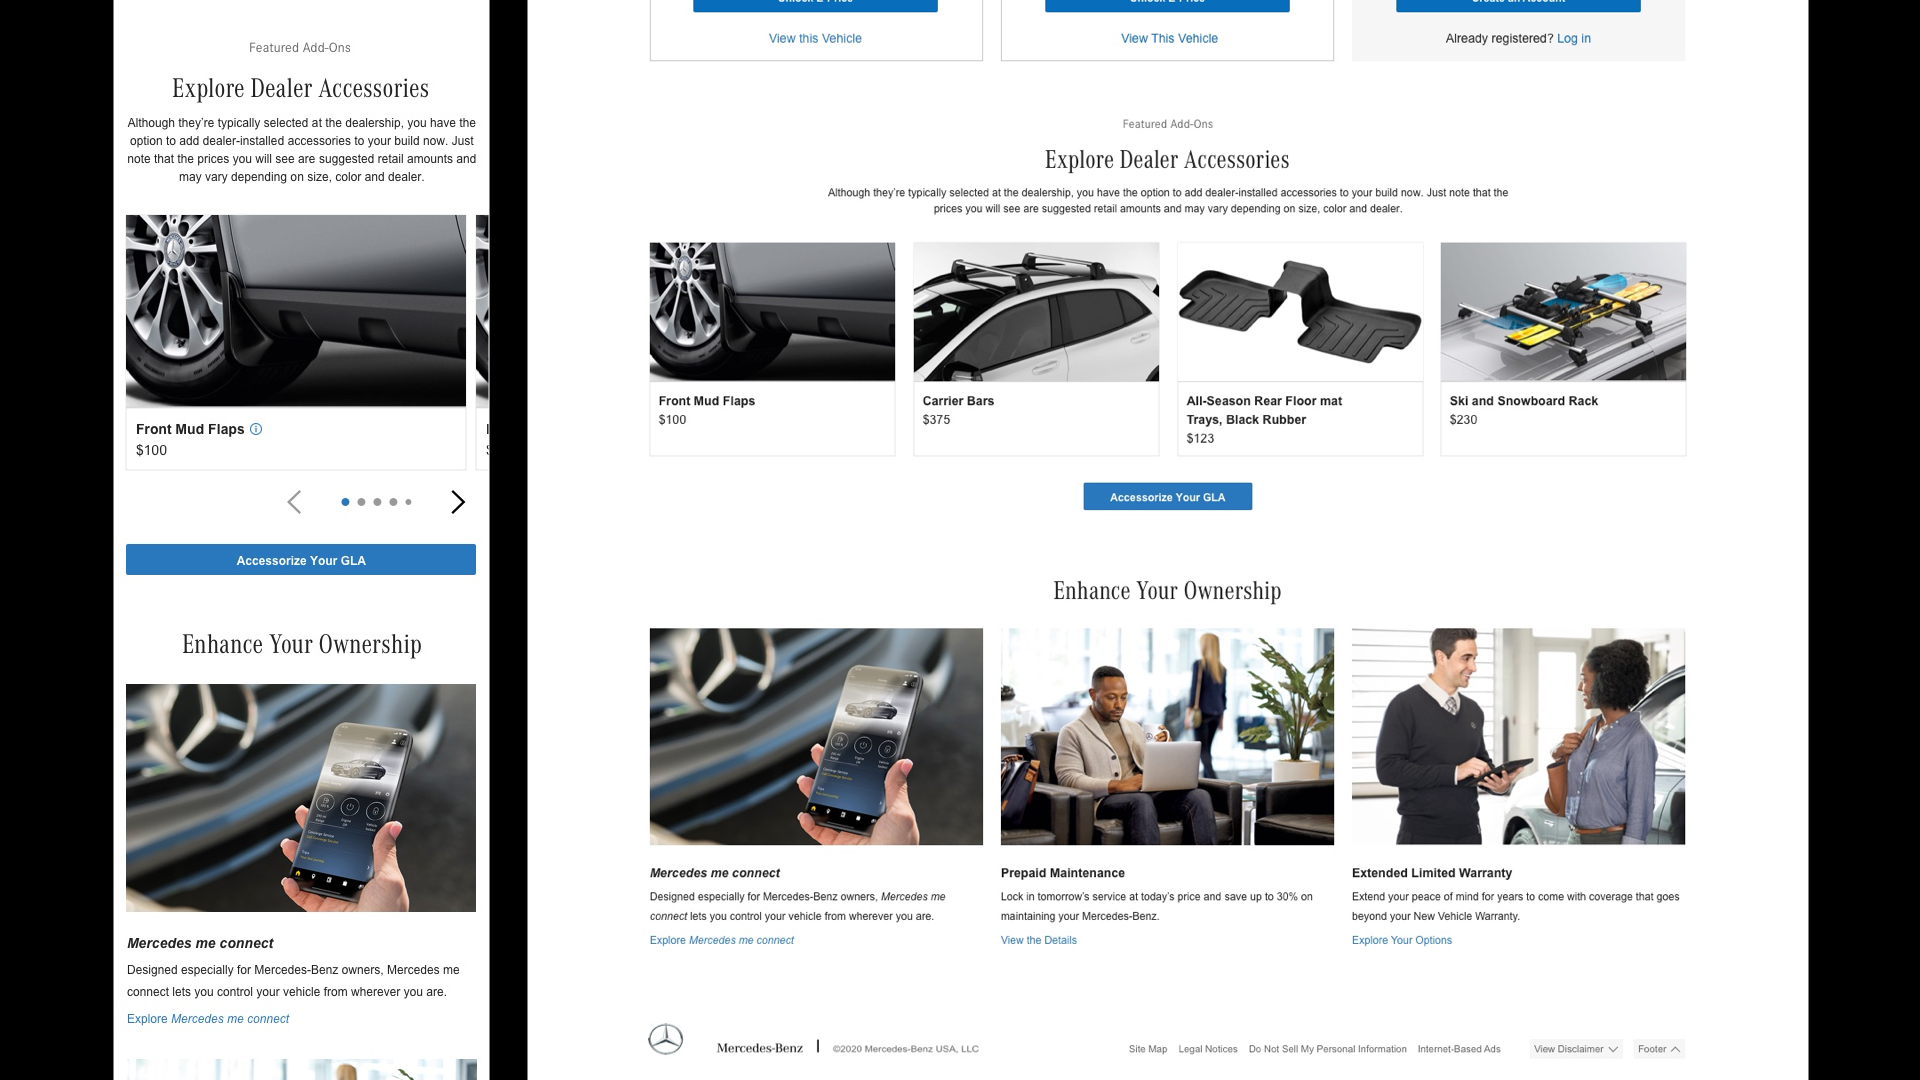 Featured Add-Ons
Explore Dealer Accessories
Although they're typically selected at the dealership, you have the
option to add dealer-installed accessories to your build now. Just
note that the prices you will see are suggested retail amounts and
may vary depending on size, color and dealer.
Front Mud Flaps
$100
Accessorize Your GLA
Enhance Your Ownership
Mercedes me connect
Designed especially for Mercedes-Benz owners, Mercedes me
connect lets you control your vehicle from wherever you are.
Explore Mercedes me connect
View this Vehicle
View This Vehicle
Already registered? Log in
Featured Add-Ons
Explore Dealer Accessories
Although they're typically selected at the dealership, you have the option to add dealer-installed accessories to your build now. Just note that the
prices you will see are suggested retail amounts and may vary depending on size, color and dealer.
Front Mud Flaps
$100
Carrier Bars
$375
All-Season Rear Floor mat
Trays, Black Rubber
$123
Ski and Snowboard Rack
$230
Accessorize Your GLA
Enhance Your Ownership
Mercedes me connect
Designed especially for Mercedes-Benz owners, Mercedes me
connect lets you control your vehicle from wherever you are.
Explore Mercedes me connect
Prepaid Maintenance
Lock in tomorrow's service at today's price and save up to 30% on
maintaining your Mercedes-Benz.
View the Details
Extended Limited Warranty
Extend your peace of mind for years to come with coverage that goes
beyond your New Vehicle Warranty.
Explore Your Options
Mercedes-Benz
©2020 Mercedes-Benz USA, LLC
Site Map
Legal Notices
Do Not Sell My Personal Information
Internet-Based Ads
View Disclaimer
Footer